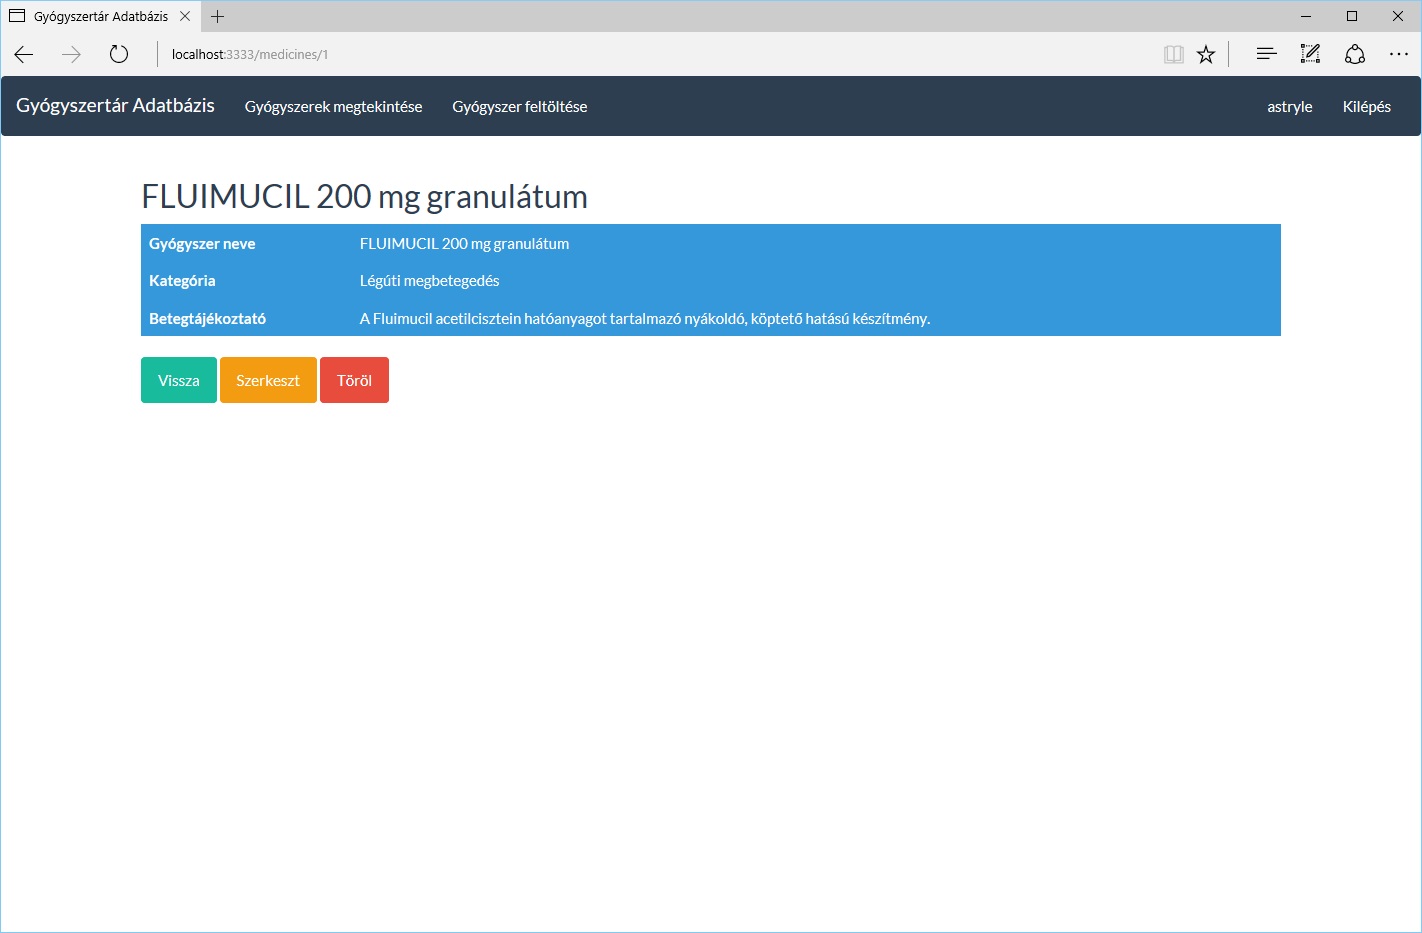 Gyógyszertár Adatbázis
localhost:3333/medicines/1
Gyógyszertár Adatbázis Gyógyszerek megtekintése Gyógyszer feltöltése astryle Kilépés
FLUIMUCIL 200 mg granulátum
Gyógyszer neve FLUIMUCIL 200 mg granulátum
Kategória Légúti megbetegedés
Betegtájékoztató A Fluimucil acetilcisztein hatóanyagot tartalmazó nyákoldó, köptető hatású készítmény.
Vissza Szerkeszt Töröl